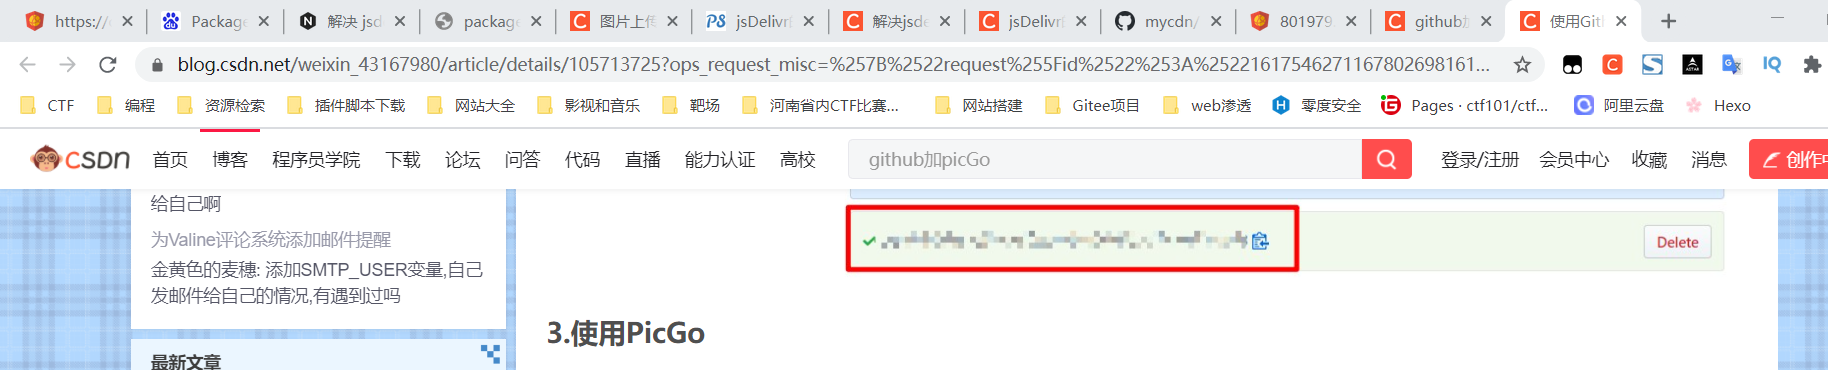 https://
Package
解决 jsd
package
图片上传
jsDelivr
解决jsde
jsDelivr
mycdn/
801979.
github加
使用Git
blog.csdn.net/weixin_43167980/article/details/105713725?ops_request_misc=%257B%2522request%255Fid%2522%253A%2522161754627116780269816​1...
CTF 编程 资源检索 插件脚本下载 网站大全 影视和音乐 靶场 河南省内CTF比赛... 网站搭建 Gitee项目 web渗透 零度安全 Pages · ctf101/ctf... 阿里云盘 Hexo
CSDN 首页 博客 程序员学院 下载 论坛 问答 代码 直播 能力认证 高校 github加picGo 登录/注册 会员中心 收藏 消息 创作中
给自己啊
为Valine评论系统添加邮件提醒
金黄色的麦穗: 添加SMTP_USER变量,自己
发邮件给自己的情况,有遇到过吗
最新文章
Delete
3.使用PicGo